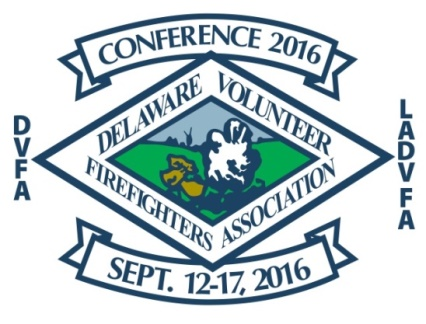 CONFERENCE 2016
DELAWARE VOLUNTEER
FIREFIGHTERS ASSOCIATION
DVFA
LADVFA
SEPT. 12-17, 2016